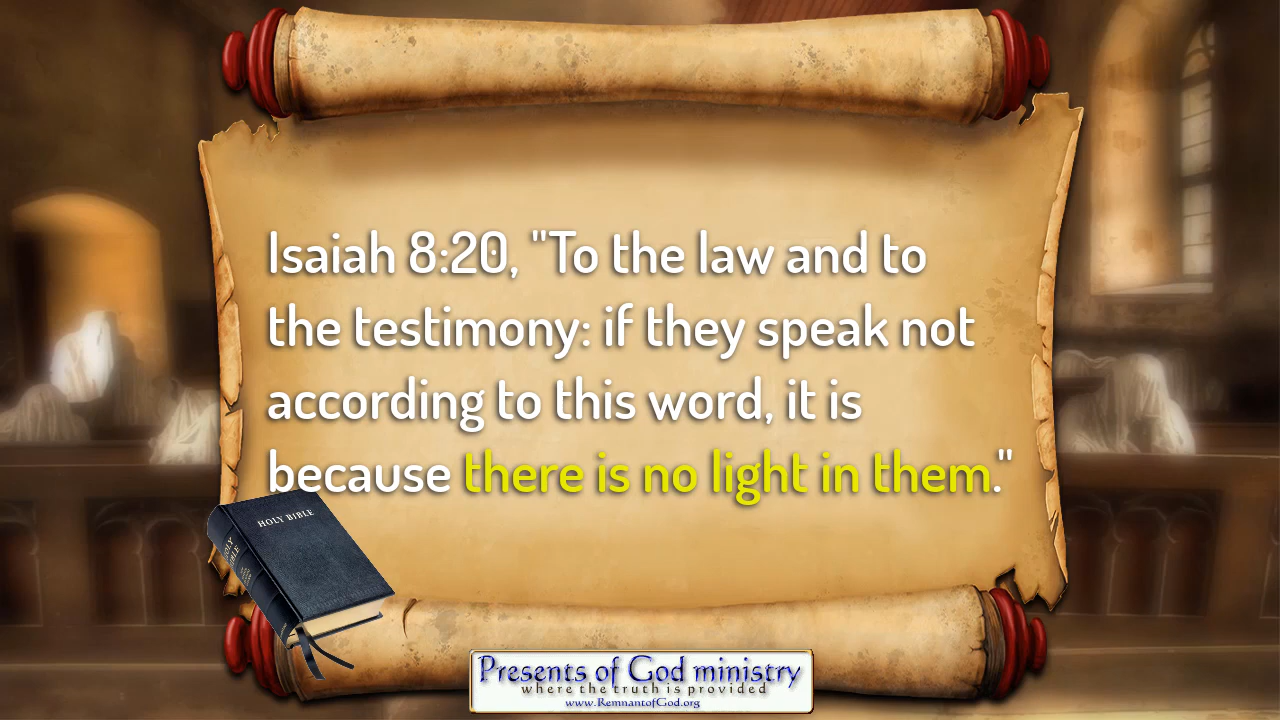 Isaiah 8:20, "To the law and to
the testimony: if they speak not
according to this word, it is
because there is no light in them."
HOLY BIBLE
HOLY BIBLE
Presents of God ministry
where the truth is provided
www.RemnantofGod.org